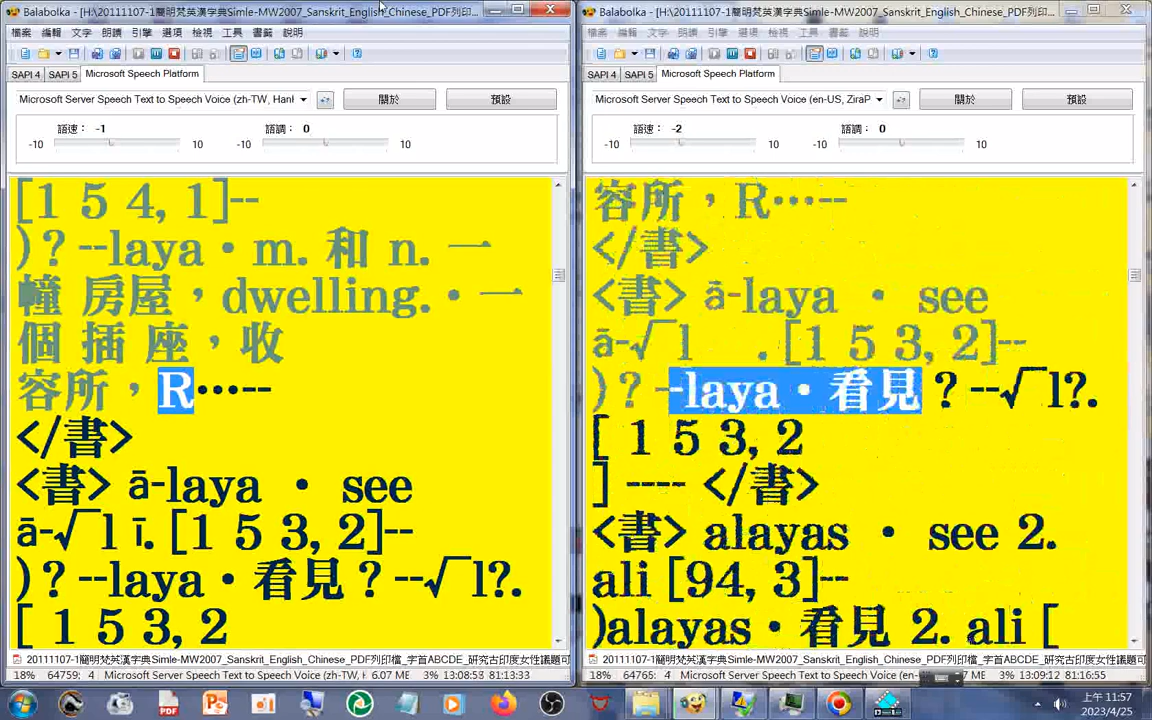 Balabolka - [H:\20111107-1簡明梵英漢字典Simle-MW2007_Sanskrit_English_Chinese_PDF列印...
檔案 編輯 文字 朗讀 引擎 選項 檢視 工具 書籤 說明
SAPI 4 SAPI 5 Microsoft Speech Platform
Microsoft Server Speech Text to Speech Voice (zh-TW, Hanl
關於 預設
語速： -1 語調： 0
-10 10 -10 10
[1 5 4, 1]--
)？--laya‧m. 和 n. 一
幢 房屋，dwelling.‧一
個 插 座，收
容所，R…--
</書>
<書> ā-laya ‧ see
ā-√ l ī. [1 5 3, 2]--
)？--laya‧看見？--√ l?.
[ 1 5 3, 2
20111107-1簡明梵英漢字典Simle-MW2007_Sanskrit_English_Chinese_PDF列印檔_字首ABCDE_研究古印度女性議題可
18% 64759: 4 Microsoft Server Speech Text to Speech Voice (zh-TW, 6.07 MB 3% 13:08:53 81:13:33
Balabolka - [H:\20111107-1簡明梵英漢字典Simle-MW2007_Sanskrit_English_Chinese_PDF列印...
檔案 編輯 文字 朗讀 引擎 選項 檢視 工具 書籤 說明
SAPI 4 SAPI 5 Microsoft Speech Platform
Microsoft Server Speech Text to Speech Voice (en-US, ZiraP
關於 預設
語速： -2 語調： 0
-10 10 -10 10
容所，R…--
</書>
<書> ā-laya ‧ see
ā-√ l . [1 5 3, 2]--
)？--laya‧看見？--√ l?.
[ 1 5 3, 2
] ---- </書>
<書> alayas ‧ see 2.
ali [94, 3]--
)alayas‧看見 2. ali [
20111107-1簡明梵英漢字典Simle-MW2007_Sanskrit_English_Chinese_PDF列印檔_字首ABCDE_研究古印度女性議題可
18% 64765: 4 Microsoft Server Speech Text to Speech Voice (en-US, 6.07 MB 3% 13:09:12 81:16:55
上午 11:57
2023/4/25